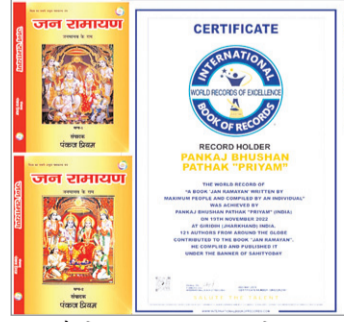 जन रामायण
संपादक
पंकज प्रियम
जन रामायण
संपादक
पंकज प्रियम
CERTIFICATE
INTERNATIONAL
WORLD RECORDS OF EXCELLENCE
BOOK OF RECORDS
RECORD HOLDER
PANKAJ BHUSHAN
PATHAK "PRIYAM"
THE WORLD RECORD OF
"A BOOK 'JAN RAMAYAN' WRITTEN BY
MAXIMUM PEOPLE AND COMPILED BY AN INDIVIDUAL"
WAS ACHIEVED BY
PANKAJ BHUSHAN PATHAK "PRIYAM" (INDIA)
ON 15TH NOVEMBER 2022
AT GIRIDIH (JHARKHAND) INDIA.
121 AUTHORS FROM AROUND THE GLOBE
CONTRIBUTED TO THE BOOK "JAN RAMAYAN".
HE COMPILED AND PUBLISHED IT
UNDER THE BANNER OF SAHITYODAY
SALUTE THE TALENT